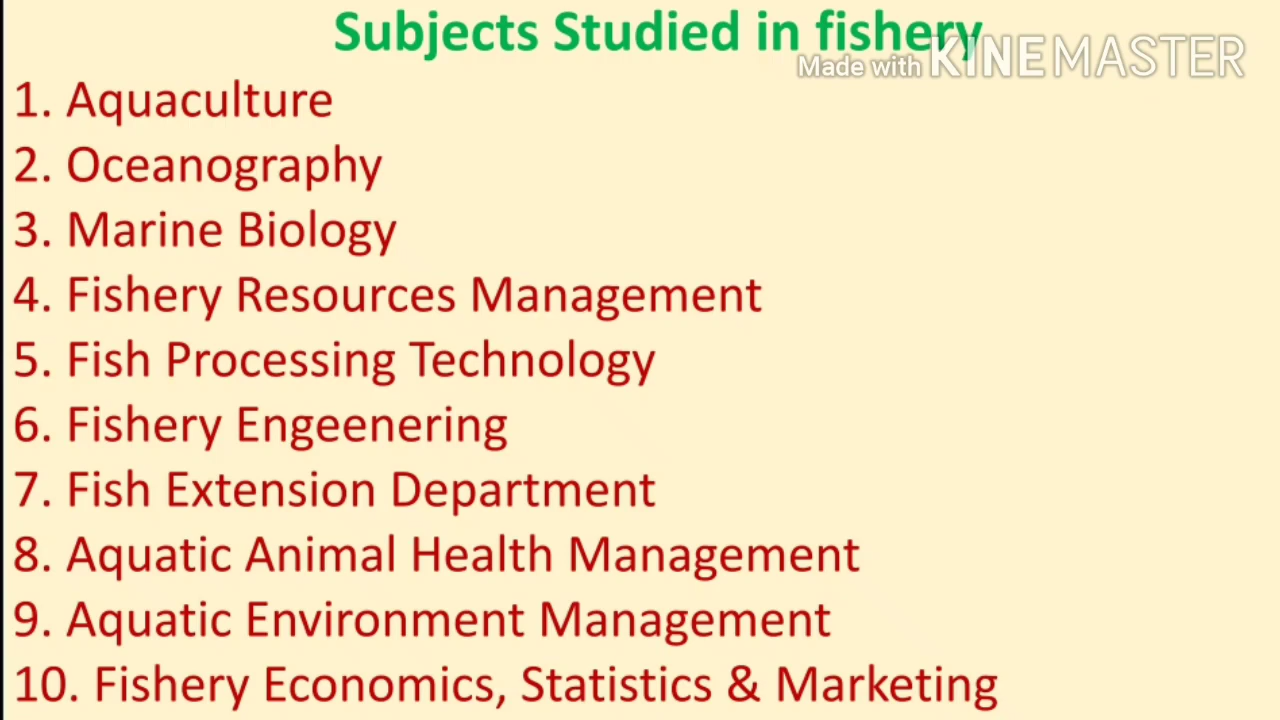 Subjects Studied in fishery
Made with KINEMASTER
1. Aquaculture
2. Oceanography
3. Marine Biology
4. Fishery Resources Management
5. Fish Processing Technology
6. Fishery Engeenering
7. Fish Extension Department
8. Aquatic Animal Health Management
9. Aquatic Environment Management
10. Fishery Economics, Statistics & Marketing